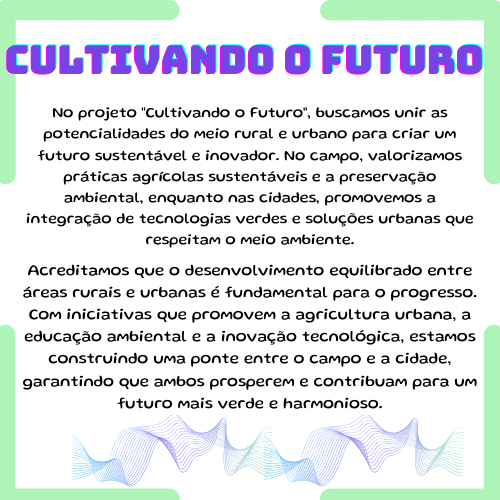 CULTIVANDO O FUTURO
No projeto "Cultivando o Futuro", buscamos unir as
potencialidades do meio rural e urbano para criar um
futuro sustentável e inovador. No campo, valorizamos
práticas agrícolas sustentáveis e a preservação
ambiental, enquanto nas cidades, promovemos a
integração de tecnologias verdes e soluções urbanas que
respeitam o meio ambiente.
Acreditamos que o desenvolvimento equilibrado entre
áreas rurais e urbanas é fundamental para o progresso.
Com iniciativas que promovem a agricultura urbana, a
educação ambiental e a inovação tecnológica, estamos
construindo uma ponte entre o campo e a cidade,
garantindo que ambos prosperem e contribuam para um
futuro mais verde e harmonioso.